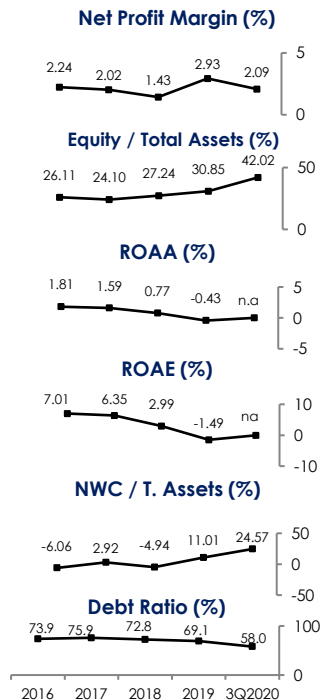 Net Profit Margin (%)
2.24 2.02 1.43 2.93 2.09
5
0
Equity / Total Assets (%)
26.11 24.10 27.24 30.85 42.02
50
0
ROAA (%)
1.81 1.59 0.77 -0.43 n.a
5
0
-5
ROAE (%)
7.01 6.35 2.99 -1.49 na
10
0
-10
NWC / T. Assets (%)
-6.06 2.92 -4.94 11.01 24.57
50
0
-50
Debt Ratio (%)
73.9 75.9 72.8 69.1 58.0
100
0
2016 2017 2018 2019 3Q2020